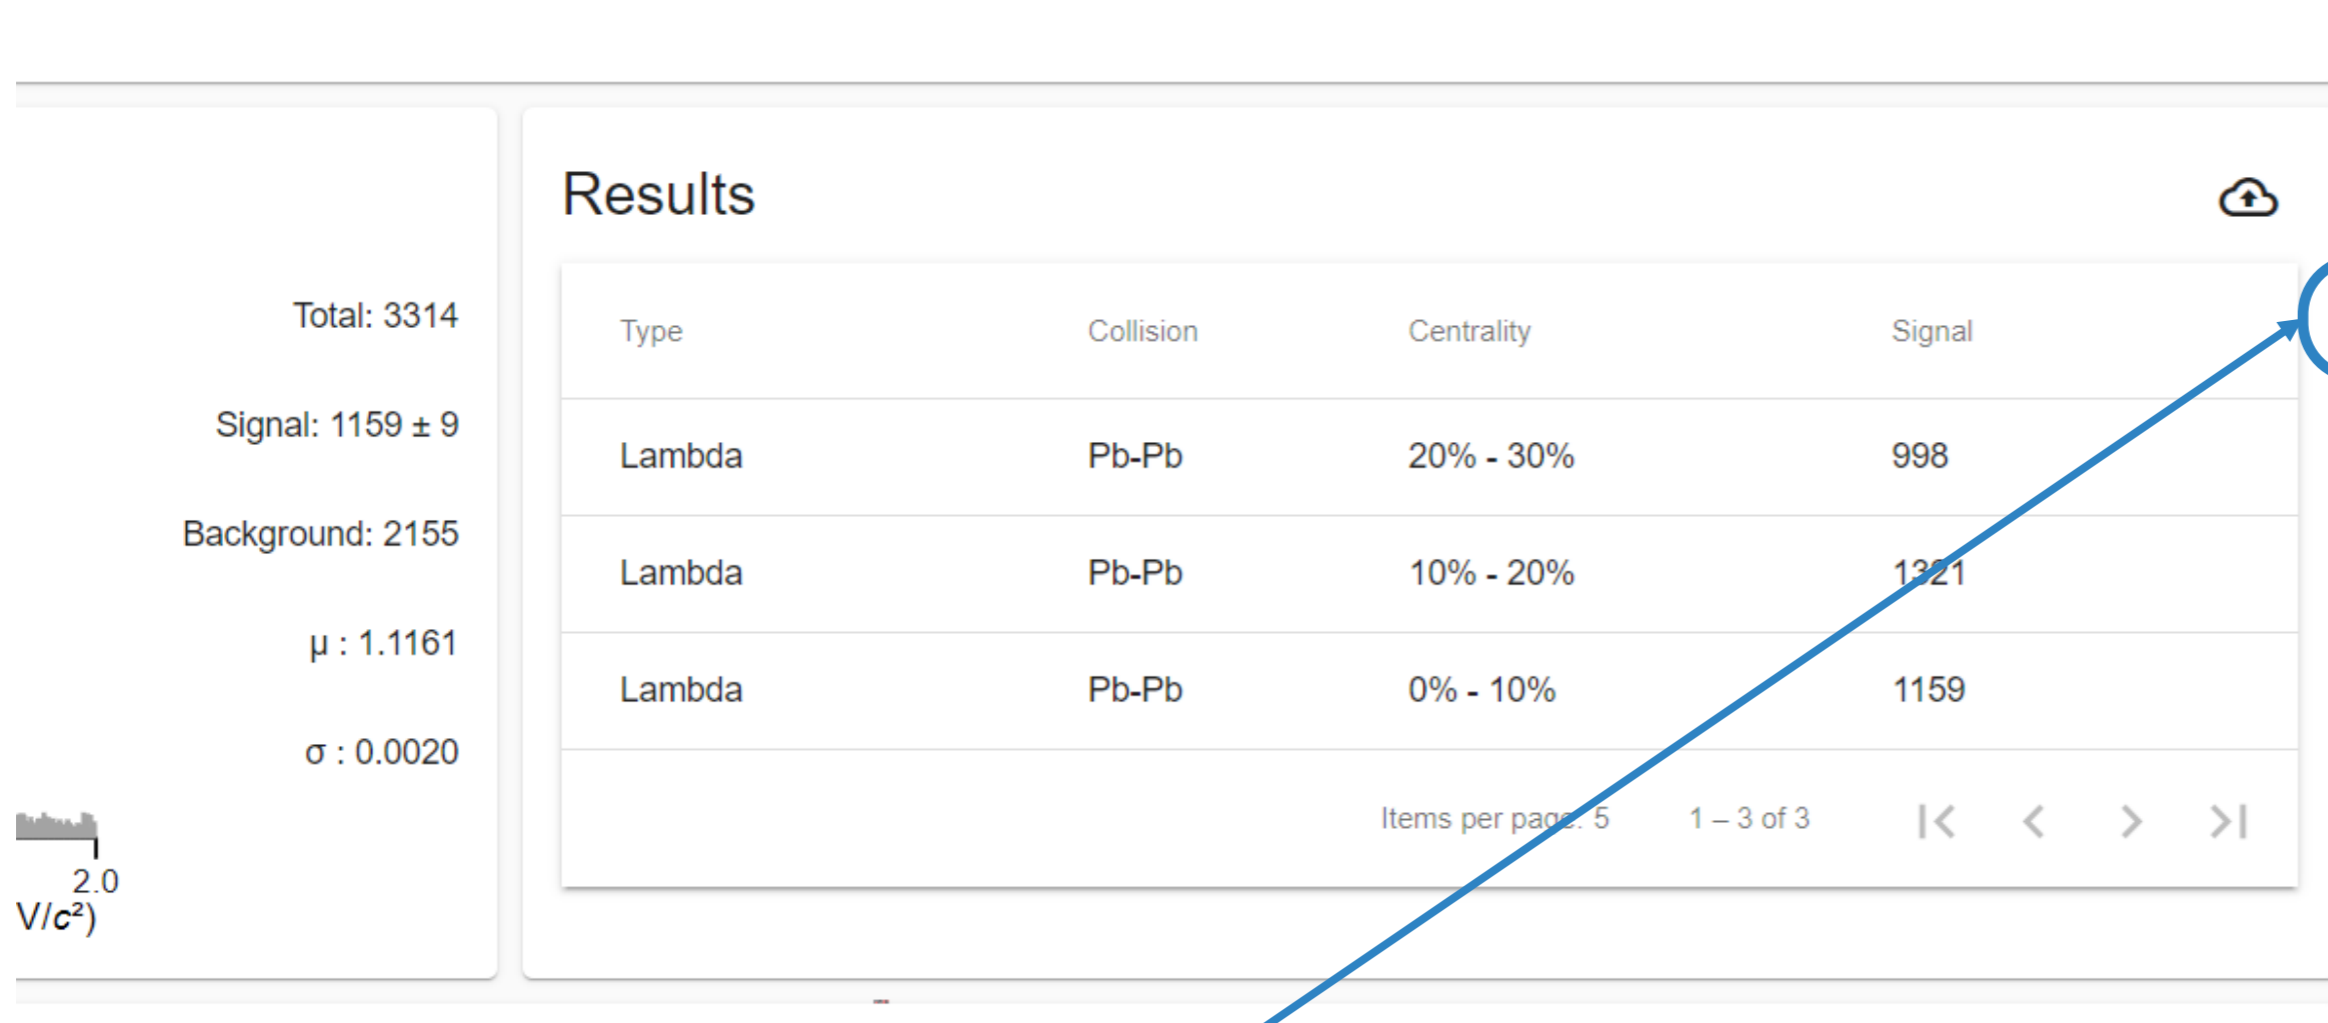 Total: 3314
Signal: 1159 ± 9
Background: 2155
μ : 1.1161
σ : 0.0020
2.0
V/c²)
Results
Type Collision Centrality Signal
Lambda Pb-Pb 20% - 30% 998
Lambda Pb-Pb 10% - 20% 1321
Lambda Pb-Pb 0% - 10% 1159
Items per page: 5 1 – 3 of 3